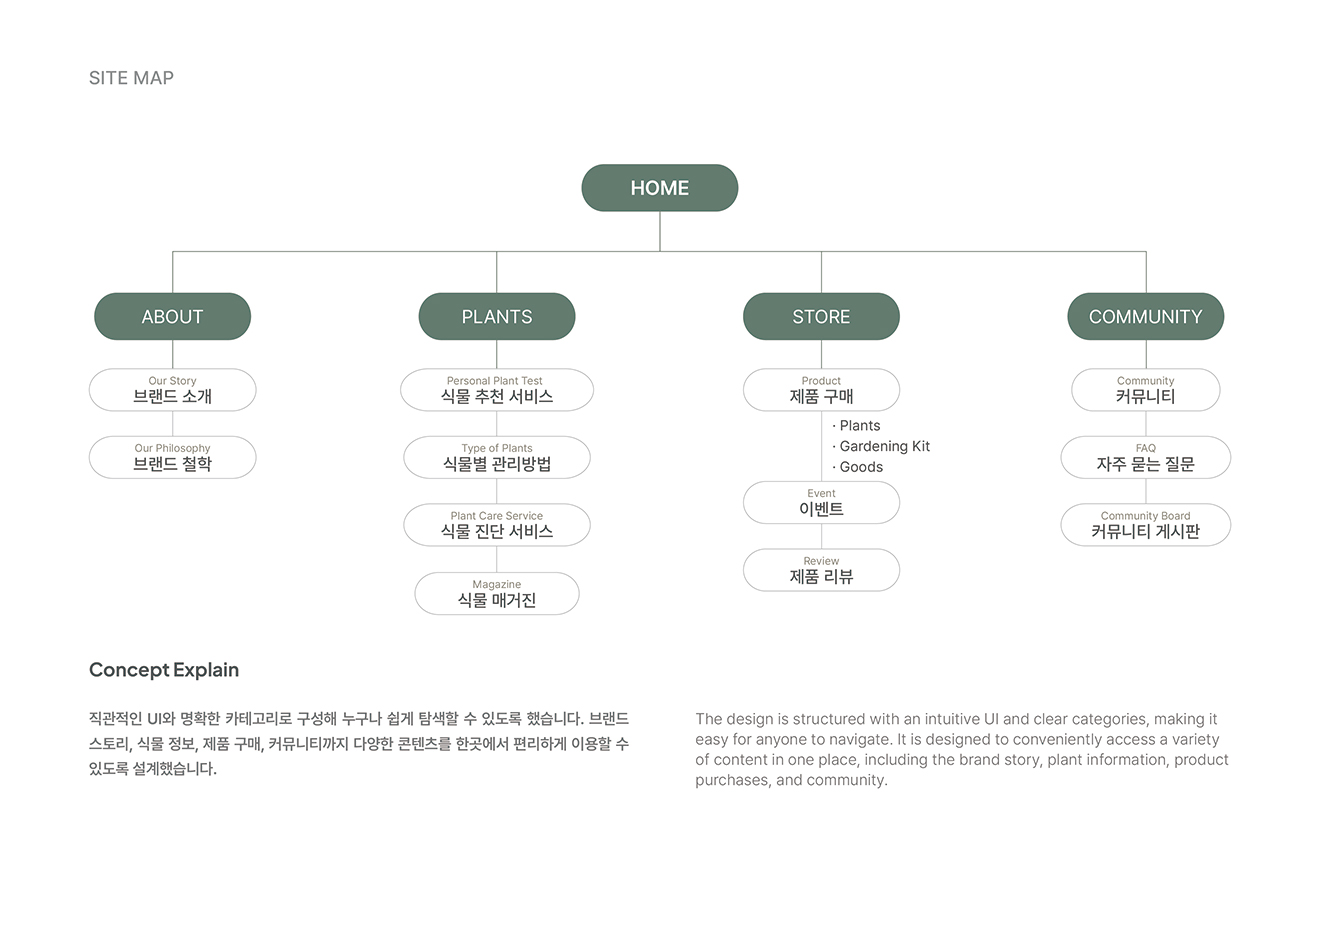 SITE MAP
HOME
ABOUT
Our Story
브랜드 소개
Our Philosophy
브랜드 철학
PLANTS
Personal Plant Test
식물 추천 서비스
Type of Plants
식물별 관리방법
Plant Care Service
식물 진단 서비스
Magazine
식물 매거진
STORE
Product
제품 구매
· Plants
· Gardening Kit
· Goods
Event
이벤트
Review
제품 리뷰
COMMUNITY
Community
커뮤니티
FAQ
자주 묻는 질문
Community Board
커뮤니티 게시판
Concept Explain
직관적인 UI와 명확한 카테고리로 구성해 누구나 쉽게 탐색할 수 있도록 했습니다. 브랜드
스토리, 식물 정보, 제품 구매, 커뮤니티까지 다양한 콘텐츠를 한곳에서 편리하게 이용할 수
있도록 설계했습니다.
The design is structured with an intuitive UI and clear categories, making it
easy for anyone to navigate. It is designed to conveniently access a variety
of content in one place, including the brand story, plant information, product
purchases, and community.